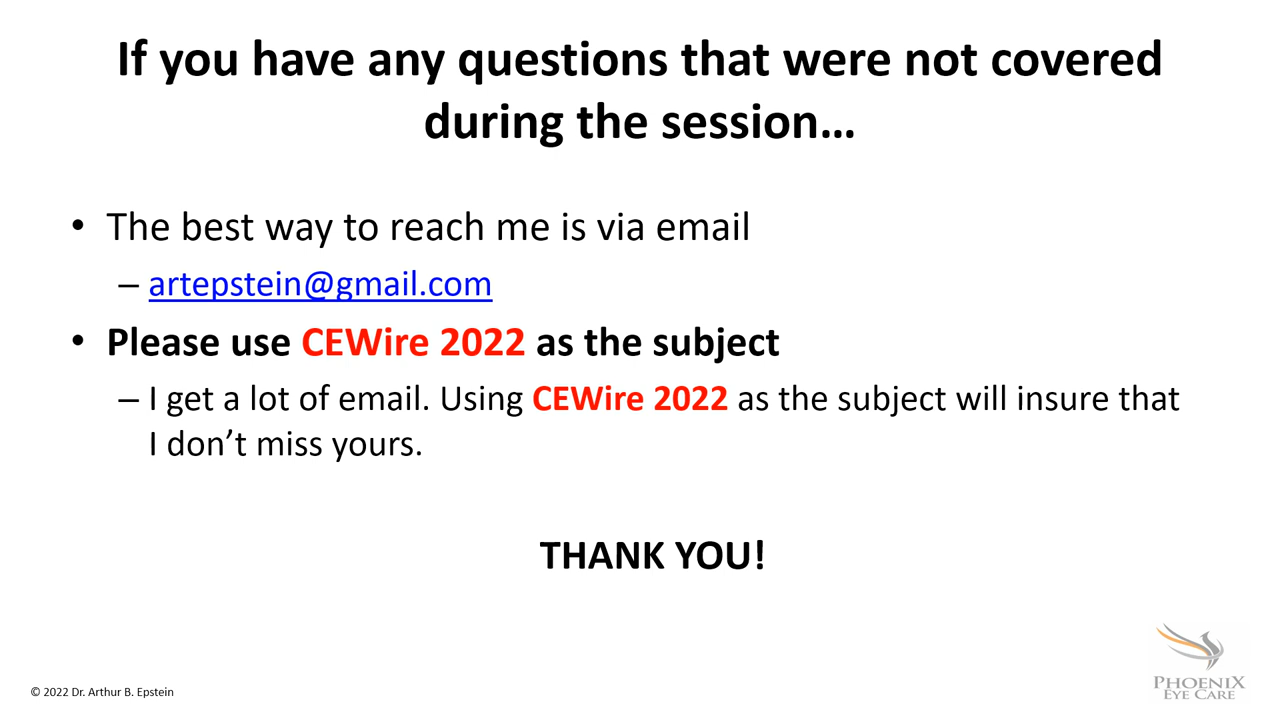 If you have any questions that were not covered
during the session…
• The best way to reach me is via email
– artepstein@gmail.com
• Please use CEWire 2022 as the subject
– I get a lot of email. Using CEWire 2022 as the subject will insure that
I don’t miss yours.
THANK YOU!
© 2022 Dr. Arthur B. Epstein
PHOENIX
EYE CARE